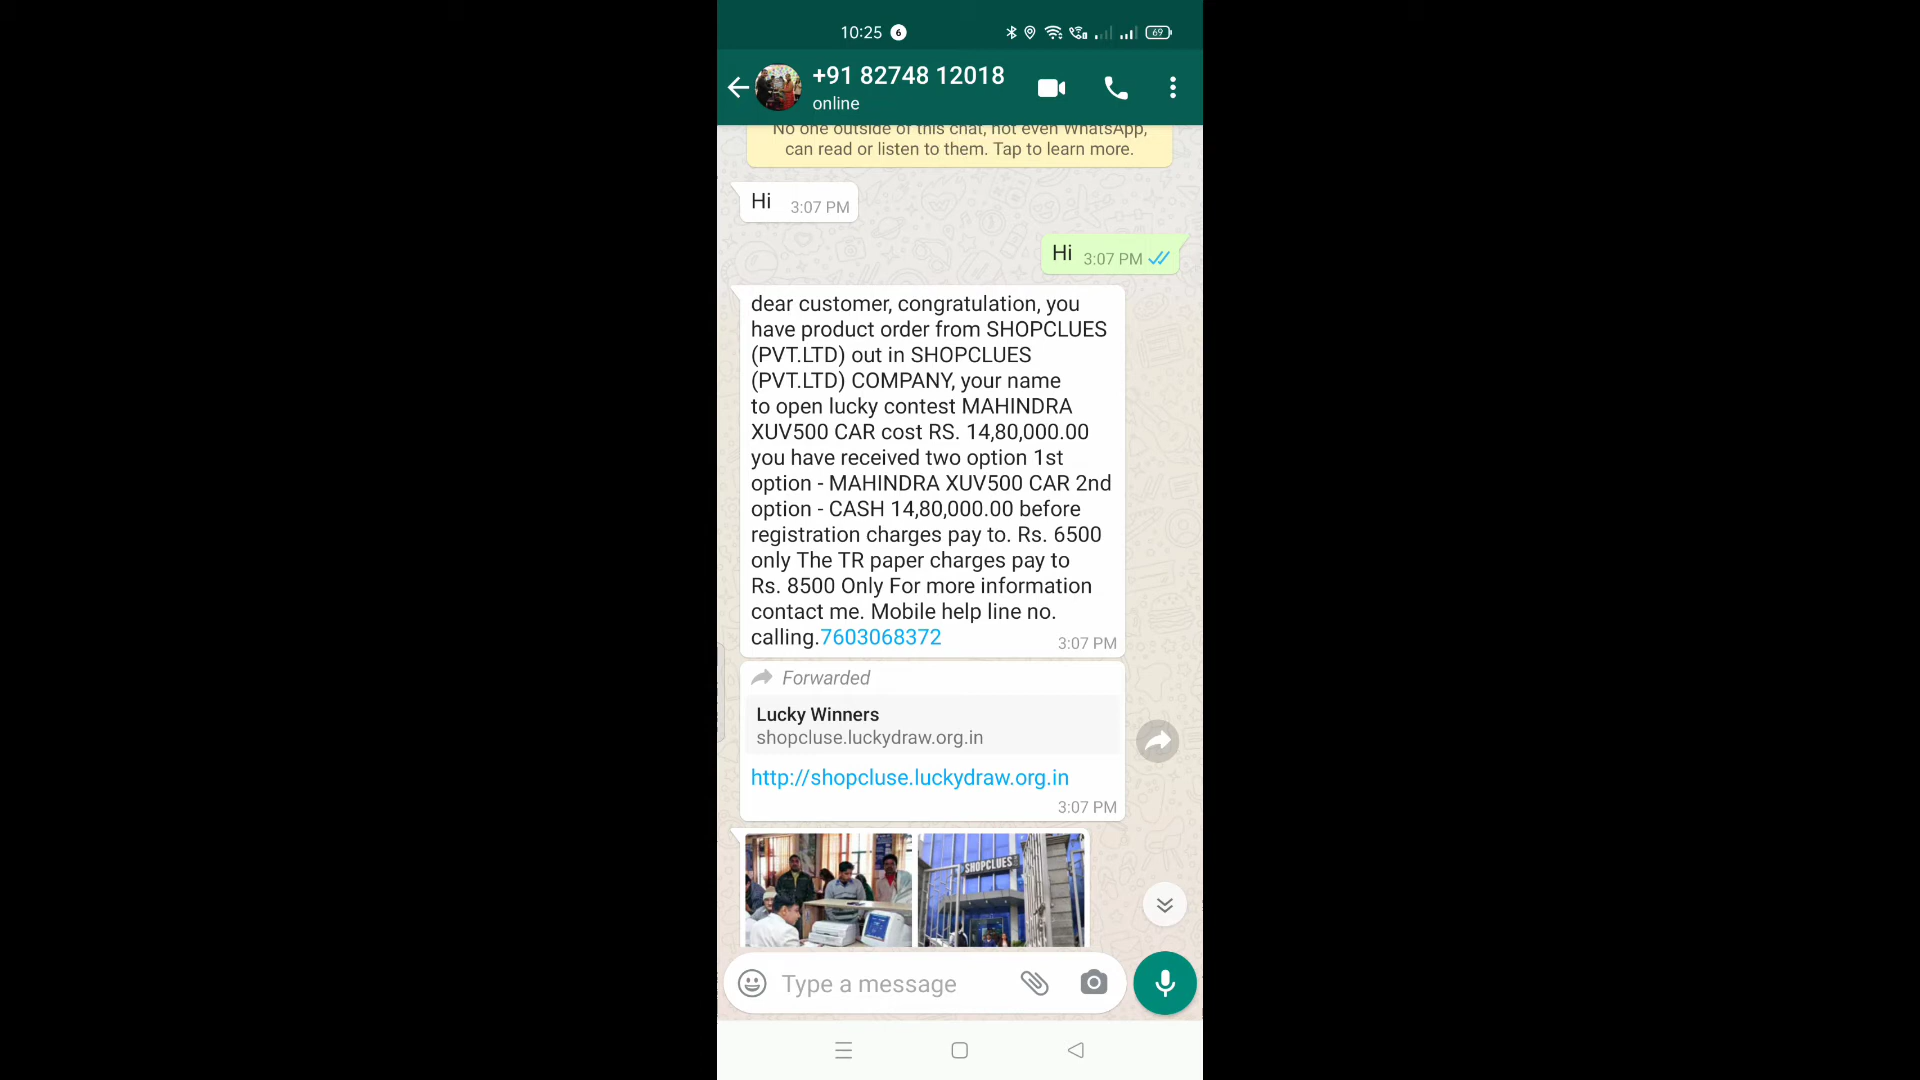 10:25 6
69
+91 82748 12018
online
No one outside of this chat, not even WhatsApp,
can read or listen to them. Tap to learn more.
Hi 3:07 PM
Hi 3:07 PM
dear customer, congratulation, you
have product order from SHOPCLUES
(PVT.LTD) out in SHOPCLUES
(PVT.LTD) COMPANY, your name
to open lucky contest MAHINDRA
XUV500 CAR cost RS. 14,80,000.00
you have received two option 1st
option - MAHINDRA XUV500 CAR 2nd
option - CASH 14,80,000.00 before
registration charges pay to. Rs. 6500
only The TR paper charges pay to
Rs. 8500 Only For more information
contact me. Mobile help line no.
calling.7603068372 3:07 PM
Forwarded
Lucky Winners
shopcluse.luckydraw.org.in
http://shopcluse.luckydraw.org.in
3:07 PM
SHOPCLUES
Type a message